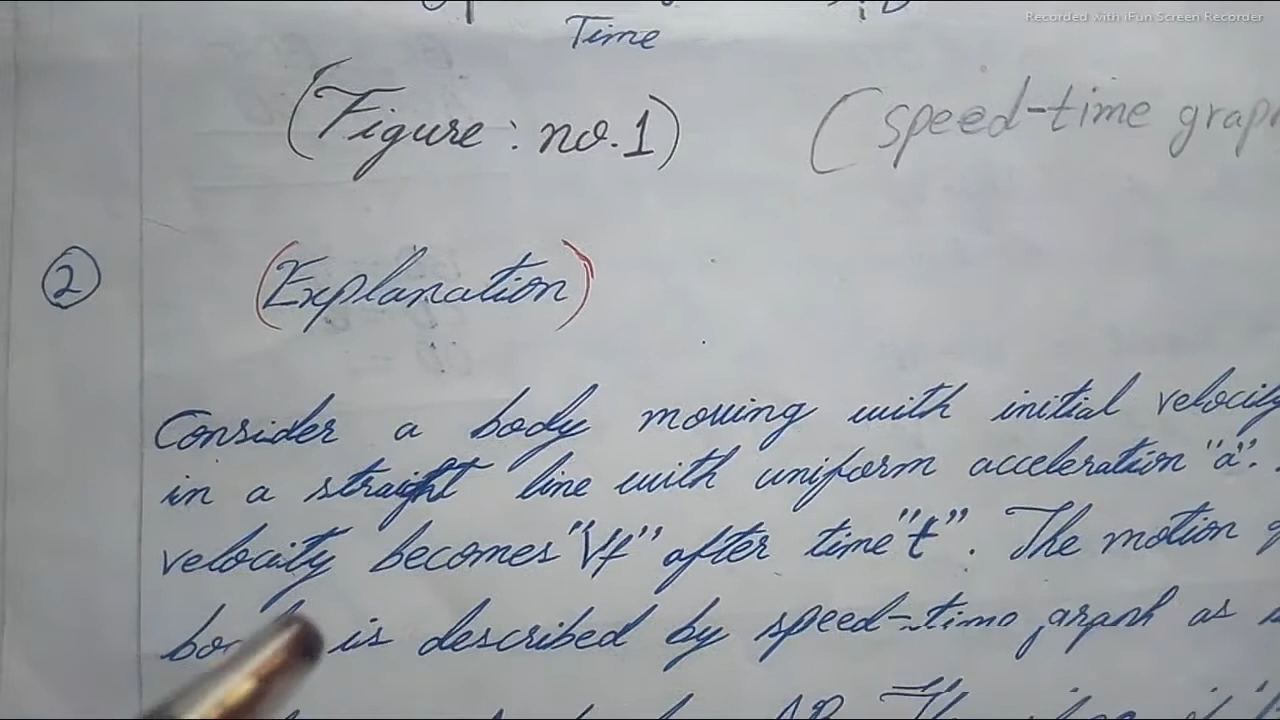 Recorded with iFun Screen Recorder
Time
(Figure : no.1)
(speed-time grap
2
(Explanation)
Consider a body moving with initial velocity
in a straight line with uniform acceleration "a".
velocity becomes "Vf" after time "t". The motion
is described by speed-time graph as
AB. The